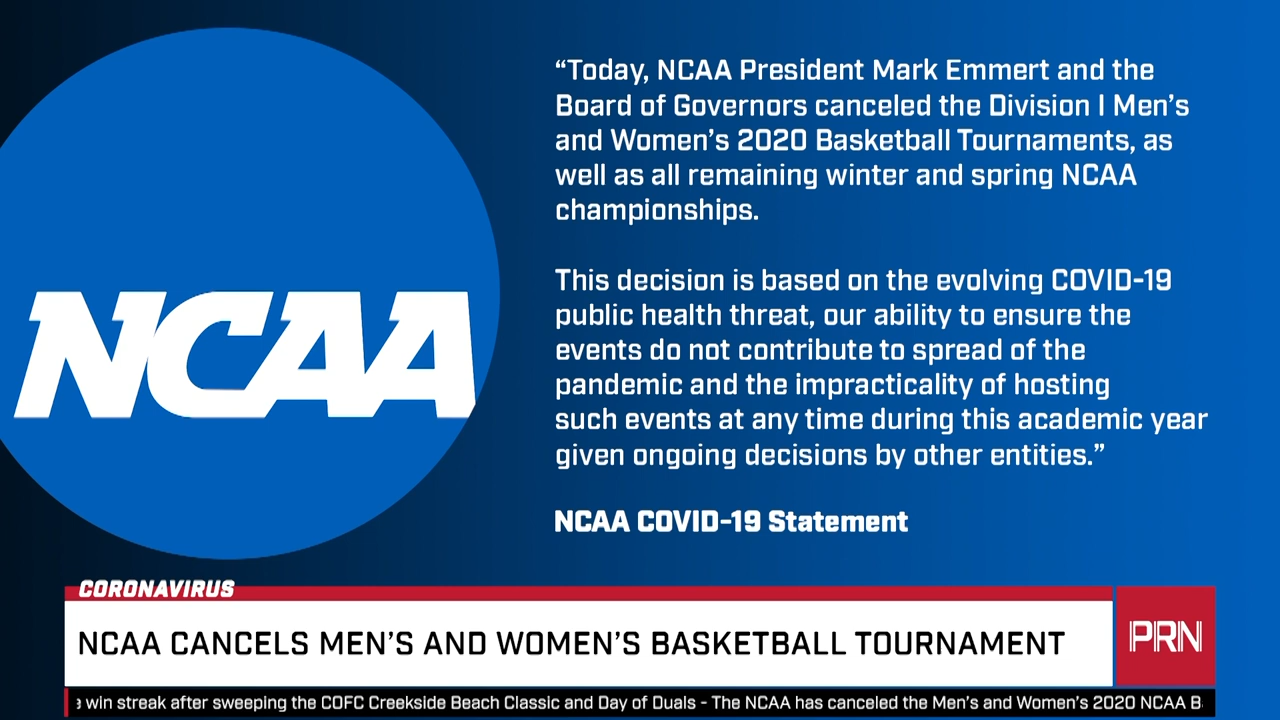 “Today, NCAA President Mark Emmert and the
Board of Governors canceled the Division I Men’s
and Women’s 2020 Basketball Tournaments, as
well as all remaining winter and spring NCAA
championships.
This decision is based on the evolving COVID-19
public health threat, our ability to ensure the
events do not contribute to spread of the
pandemic and the impracticality of hosting
such events at any time during this academic year
given ongoing decisions by other entities.”
NCAA COVID-19 Statement
NCAA
CORONAVIRUS
NCAA CANCELS MEN’S AND WOMEN’S BASKETBALL TOURNAMENT
PRN
win streak after sweeping the COFC Creekside Beach Classic and Day of Duals - The NCAA has canceled the Men’s and Women’s 2020 NCAA